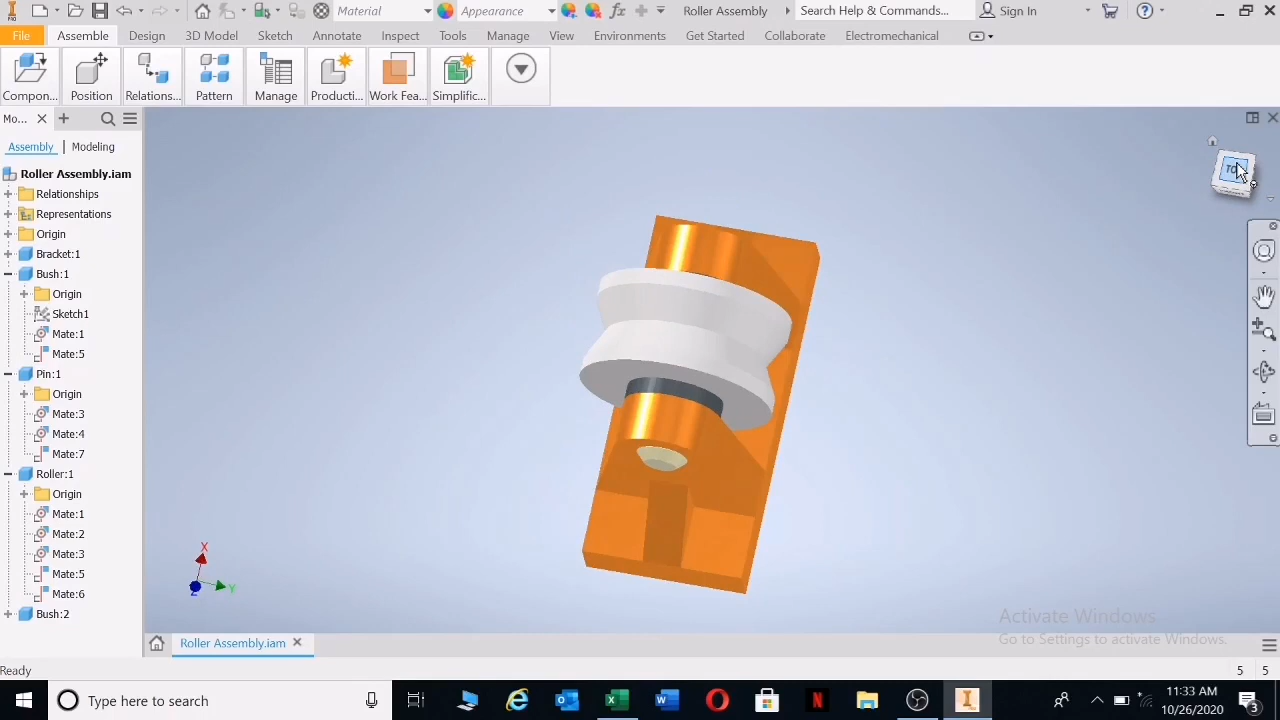 PRO
Material
Appearance
Roller Assembly
Search Help & Commands...
Sign In
File
Assemble
Design
3D Model
Sketch
Annotate
Inspect
Tools
Manage
View
Environments
Get Started
Collaborate
Electromechanical
Compon...
Position
Relations...
Pattern
Manage
Producti...
Work Fea...
Simplific...
Mo...
Assembly
Modeling
Roller Assembly.iam
Relationships
Representations
Origin
Bracket:1
Bush:1
Origin
Sketch1
Mate:1
Mate:5
Pin:1
Origin
Mate:3
Mate:4
Mate:7
Roller:1
Origin
Mate:1
Mate:2
Mate:3
Mate:5
Mate:6
Bush:2
X
Y
Z
Activate Windows
Go to Settings to activate Windows.
Roller Assembly.iam
Ready
5 5
Type here to search
11:33 AM
10/26/2020
3